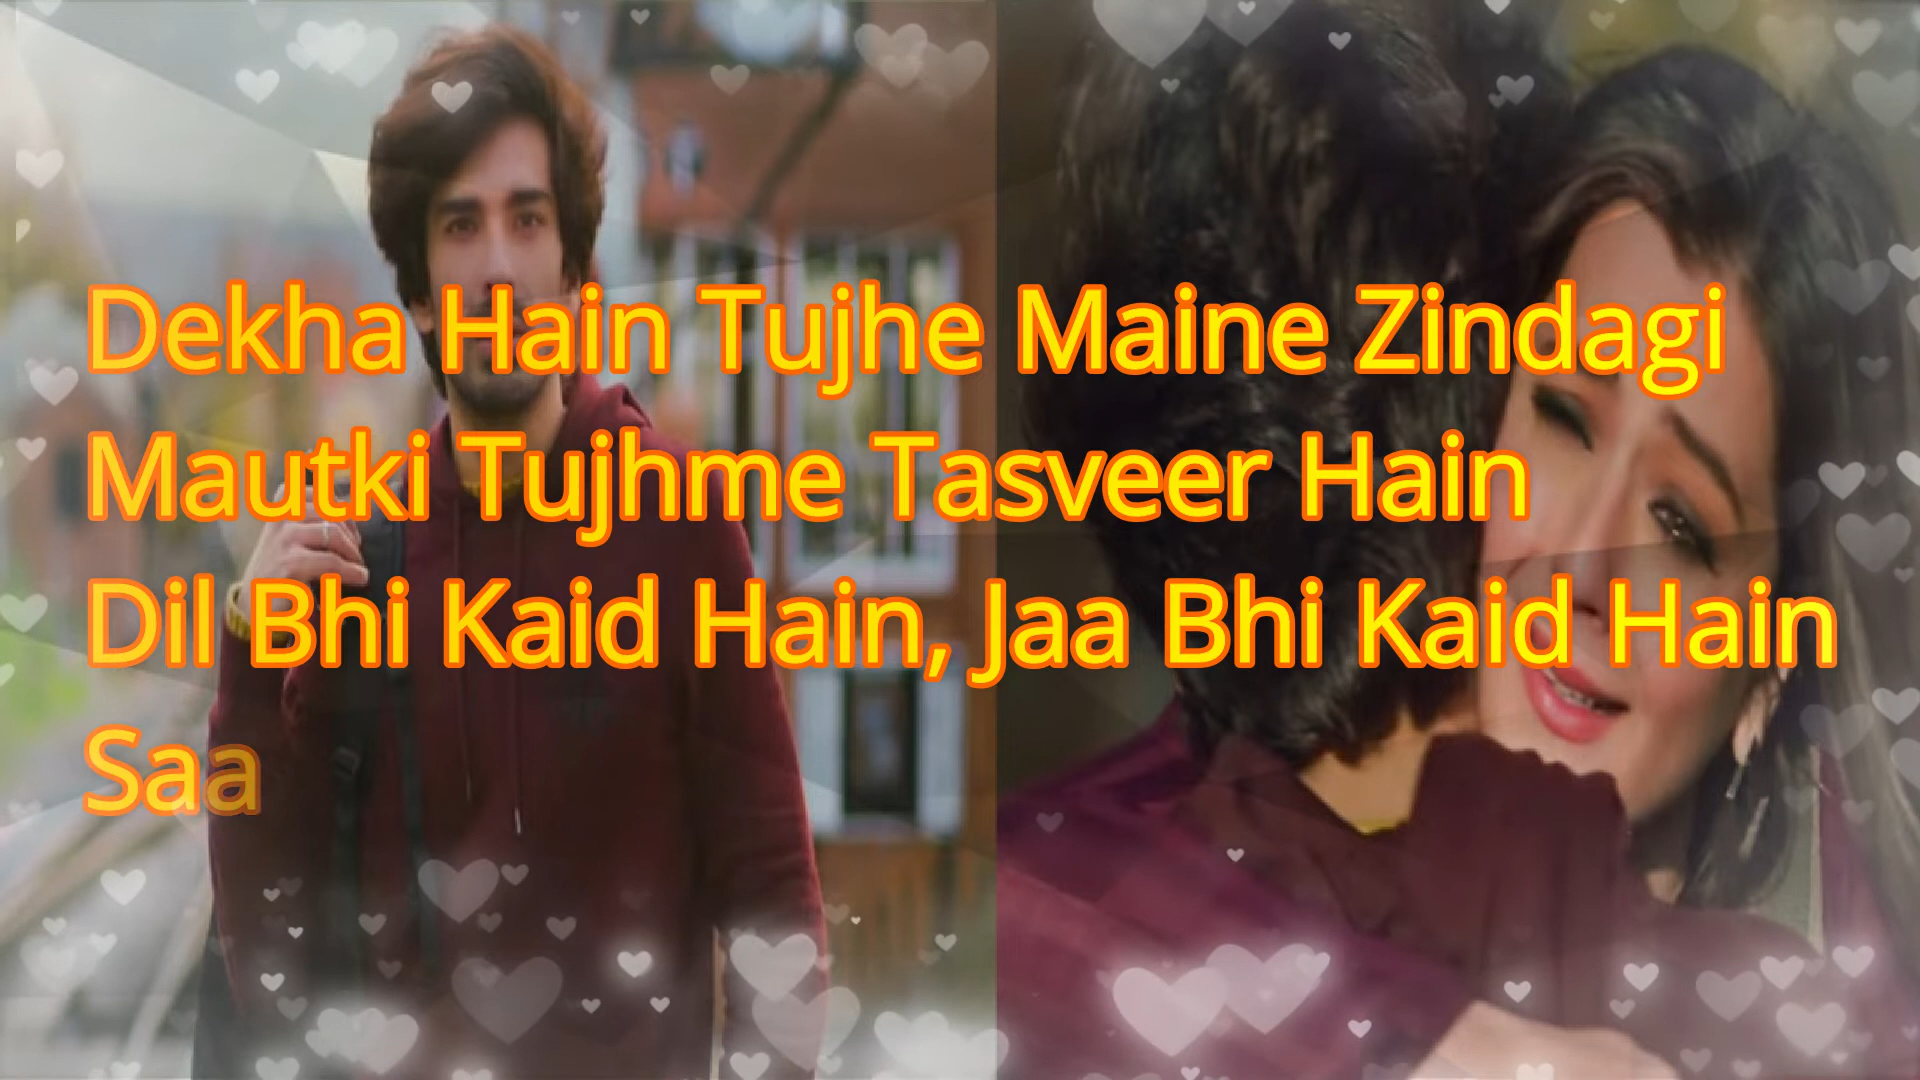 Dekha Hain Tujhe Maine Zindagi
Mautki Tujhme Tasveer Hain
Dil Bhi Kaid Hain, Jaa Bhi Kaid Hain
Saa